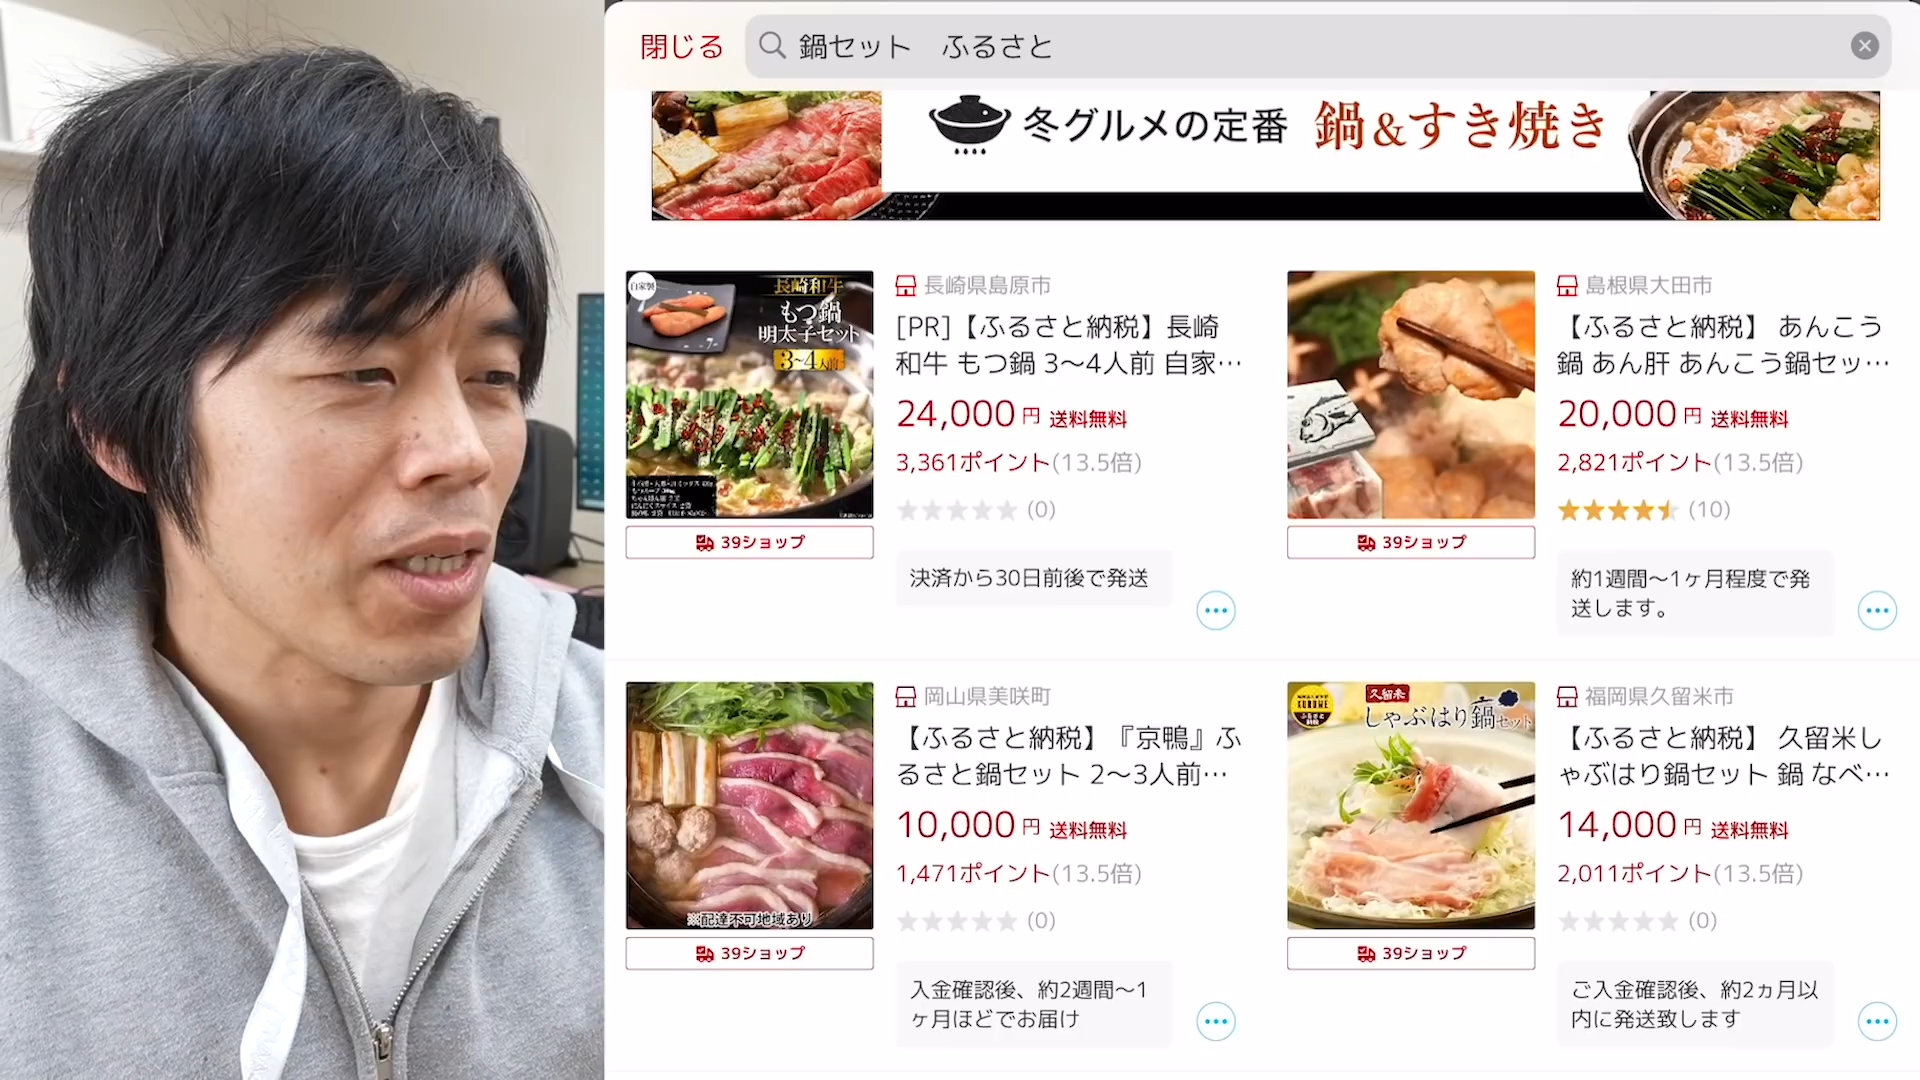 閉じる
鍋セット　ふるさと
冬グルメの定番 鍋&すき焼き
自家製
長崎和牛
もつ鍋
明太子セット
3~4人前
39ショップ
長崎県島原市
[PR]【ふるさと納税】長崎
和牛 もつ鍋 3〜4人前 自家…
24,000円 送料無料
3,361ポイント(13.5倍)
(0)
決済から30日前後で発送
39ショップ
島根県大田市
【ふるさと納税】 あんこう
鍋 あん肝 あんこう鍋セッ…
20,000円 送料無料
2,821ポイント(13.5倍)
(10)
約1週間〜1ヶ月程度で発
送します。
※配達不可地域あり
39ショップ
岡山県美咲町
【ふるさと納税】『京鴨』ふ
るさと鍋セット 2〜3人前…
10,000円 送料無料
1,471ポイント(13.5倍)
(0)
入金確認後、約2週間〜1
ヶ月ほどでお届け
KURUME
ふるさと
納税
久留米
しゃぶはり鍋セット
39ショップ
福岡県久留米市
【ふるさと納税】 久留米し
ゃぶはり鍋セット 鍋 なべ…
14,000円 送料無料
2,011ポイント(13.5倍)
(0)
ご入金確認後、約2ヵ月以
内に発送致します